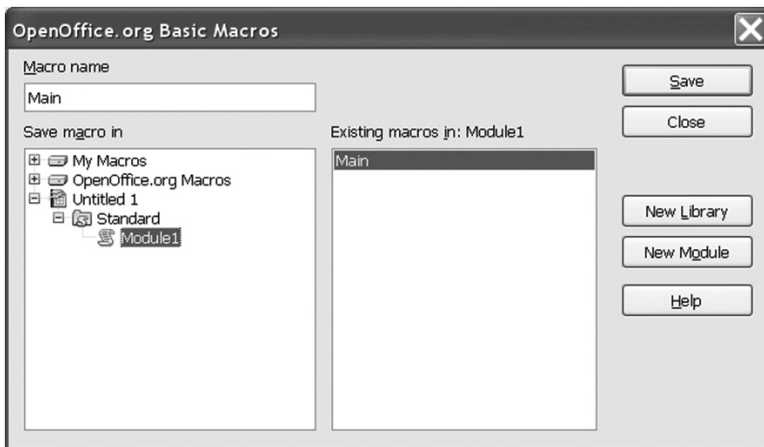 OpenOffice.org Basic Macros
Macro name
Main
Save macro in
My Macros
OpenOffice.org Macros
Untitled 1
Standard
Module1
Existing macros in: Module1
Main
Save
Close
New Library
New Module
Help